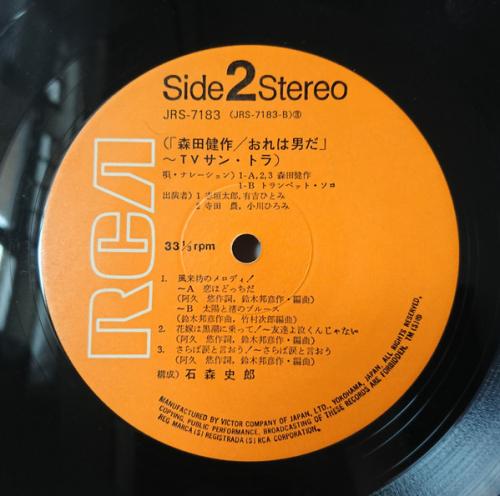 Side 2 Stereo
JRS-7183 (JRS-7183-B)③
(「森田健作/おれは男だ」
~TVサン・トラ)
唄・ナレーション) 1-A,2,3 森田健作
1-B トランペット・ソロ
出演者) 1 志垣太郎,有吉ひとみ
2 寺田 農,小川ひろみ
RCA
33⅓ rpm
1. 風来坊のメロディ!
~A 恋はどっちだ
(阿久 悠作詞,鈴木邦彦作・編曲)
~B 太陽と渚のブルース
(鈴木邦彦作曲,竹村次郎編曲)
2. 花嫁は黒潮に乗って!~友達よ泣くんじゃない
(阿久 悠作詞,鈴木邦彦作・編曲)
3. さらば涙と言おう!~さらば涙と言おう
(阿久 悠作詞,鈴木邦彦作・編曲)
構成) 石森史郎
MANUFACTURED BY VICTOR COMPANY OF JAPAN, LTD., YOKOHAMA, JAPAN. ALL RIGHTS RESERVED.
COPYING, PUBLIC PERFORMANCE, BROADCASTING OF THESE RECORDS ARE FORBIDDEN. TM(S)®
REG MARCA(S) REGISTRADA(S) RCA CORPORATION.